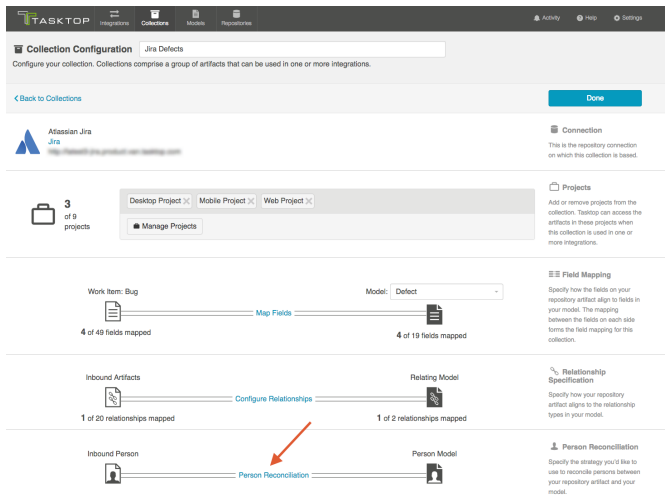 TASKTOP
Integrations
Collections
Models
Repositories
Activity
Help
Settings
Collection Configuration
Jira Defects
Configure your collection. Collections comprise a group of artifacts that can be used in one or more integrations.
Back to Collections
Done
Atlassian Jira
Jira
Connection
This is the repository connection
on which this collection is based.
3
of 9
projects
Desktop Project
Mobile Project
Web Project
Manage Projects
Projects
Add or remove projects from the
collection. Tasktop can access the
artifacts in these projects when
this collection is used in one or
more integrations.
Work Item: Bug
4 of 49 fields mapped
Map Fields
Model:
Defect
4 of 19 fields mapped
Field Mapping
Specify how the fields on your
repository artifact align to fields in
your model. The mapping
between the fields on each side
forms the field mapping for this
collection.
Inbound Artifacts
1 of 20 relationships mapped
Configure Relationships
Relating Model
1 of 2 relationships mapped
Relationship
Specification
Specify how your repository
artifact aligns to the relationship
types in your model.
Inbound Person
Person Reconciliation
Person Model
Person Reconciliation
Specify the strategy you'd like to
use to reconcile persons between
your repository artifact and your
model.